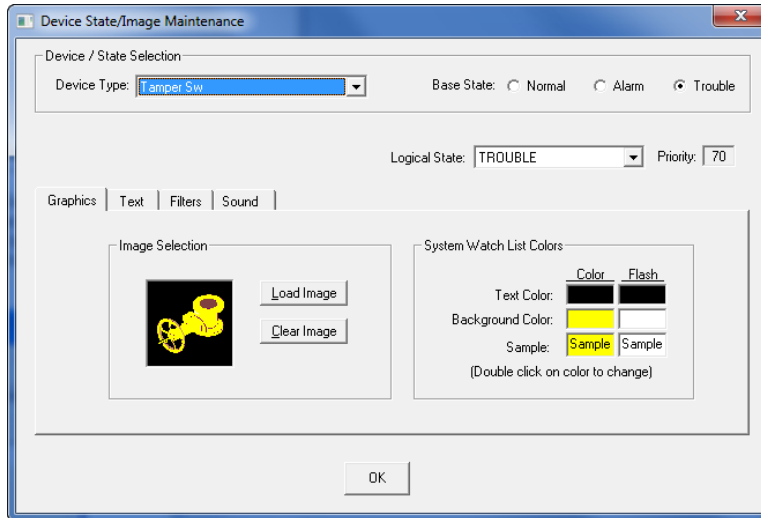 Device State/Image Maintenance
Device / State Selection
Device Type: Tamper Sw Base State: Normal Alarm Trouble
Logical State: TROUBLE Priority: 70
Graphics Text Filters Sound
Image Selection System Watch List Colors
Color Flash
Load Image Text Color:
Background Color:
Clear Image Sample: Sample Sample
(Double click on color to change)
OK